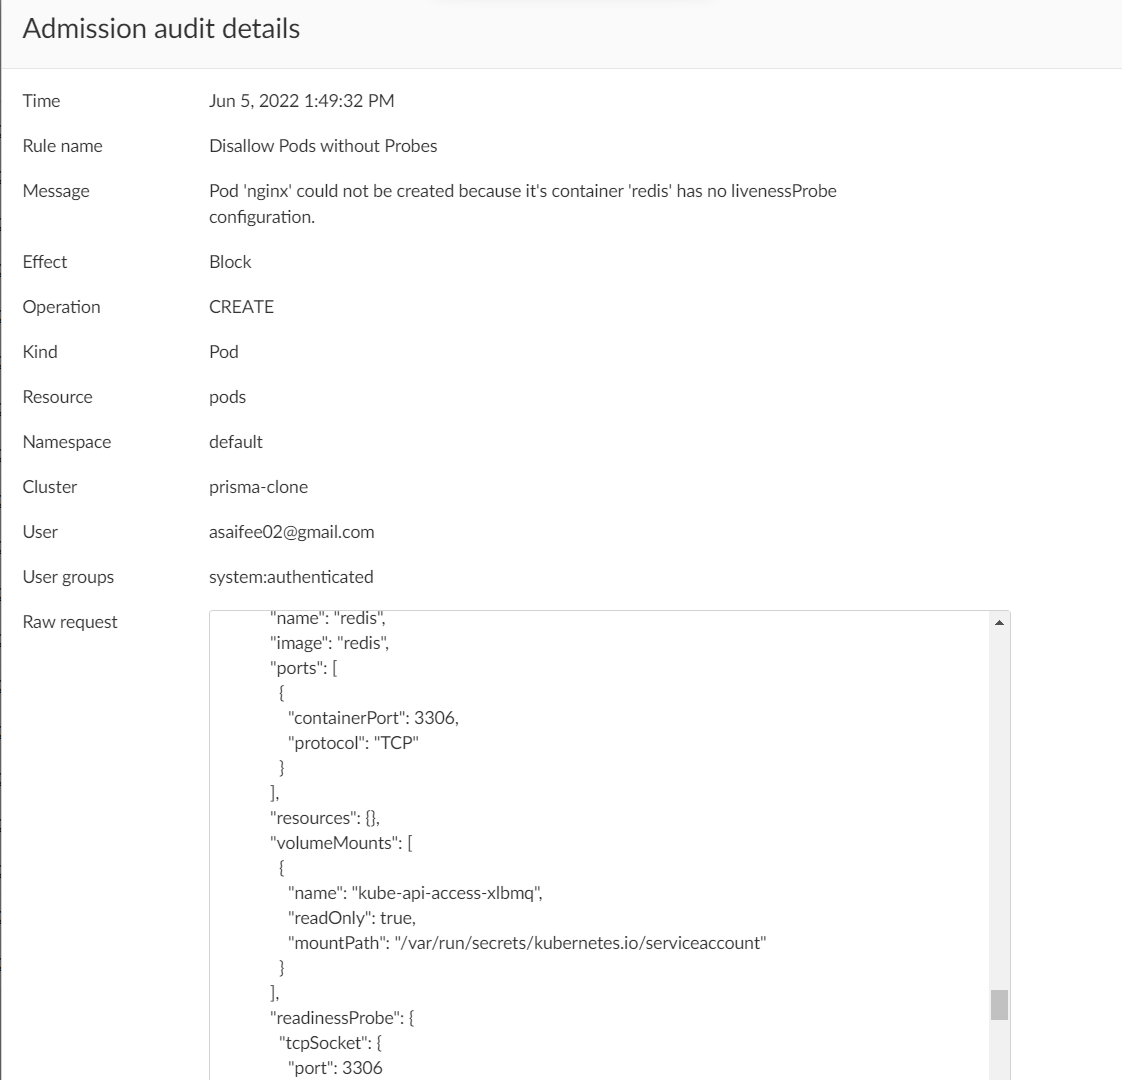 Admission audit details
Time Jun 5, 2022 1:49:32 PM
Rule name Disallow Pods without Probes
Message Pod 'nginx' could not be created because it's container 'redis' has no livenessProbe
configuration.
Effect Block
Operation CREATE
Kind Pod
Resource pods
Namespace default
Cluster prisma-clone
User asaifee02@gmail.com
User groups system:authenticated
Raw request
"name": "redis",
"image": "redis",
"ports": [
{
"containerPort": 3306,
"protocol": "TCP"
}
],
"resources": {},
"volumeMounts": [
{
"name": "kube-api-access-xlbmq",
"readOnly": true,
"mountPath": "/var/run/secrets/kubernetes.io/serviceaccount"
}
],
"readinessProbe": {
"tcpSocket": {
"port": 3306